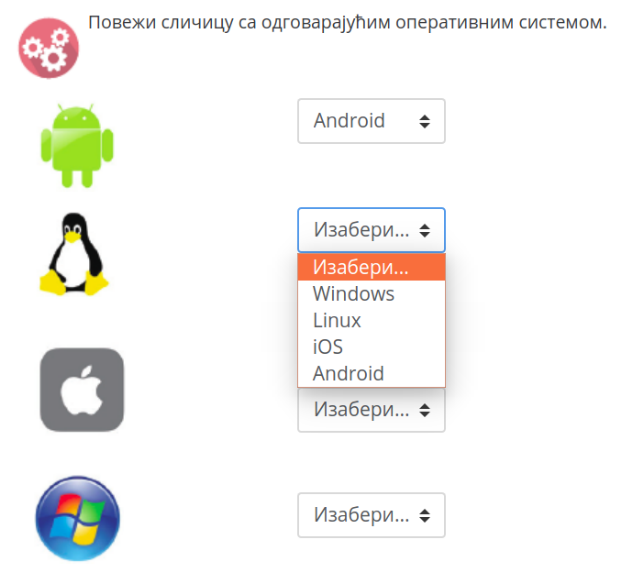 Повежи сличицу са одговарајућим оперативним системом.
Android
Изабери...
Изабери...
Windows
Linux
iOS
Android
Изабери...
Изабери...